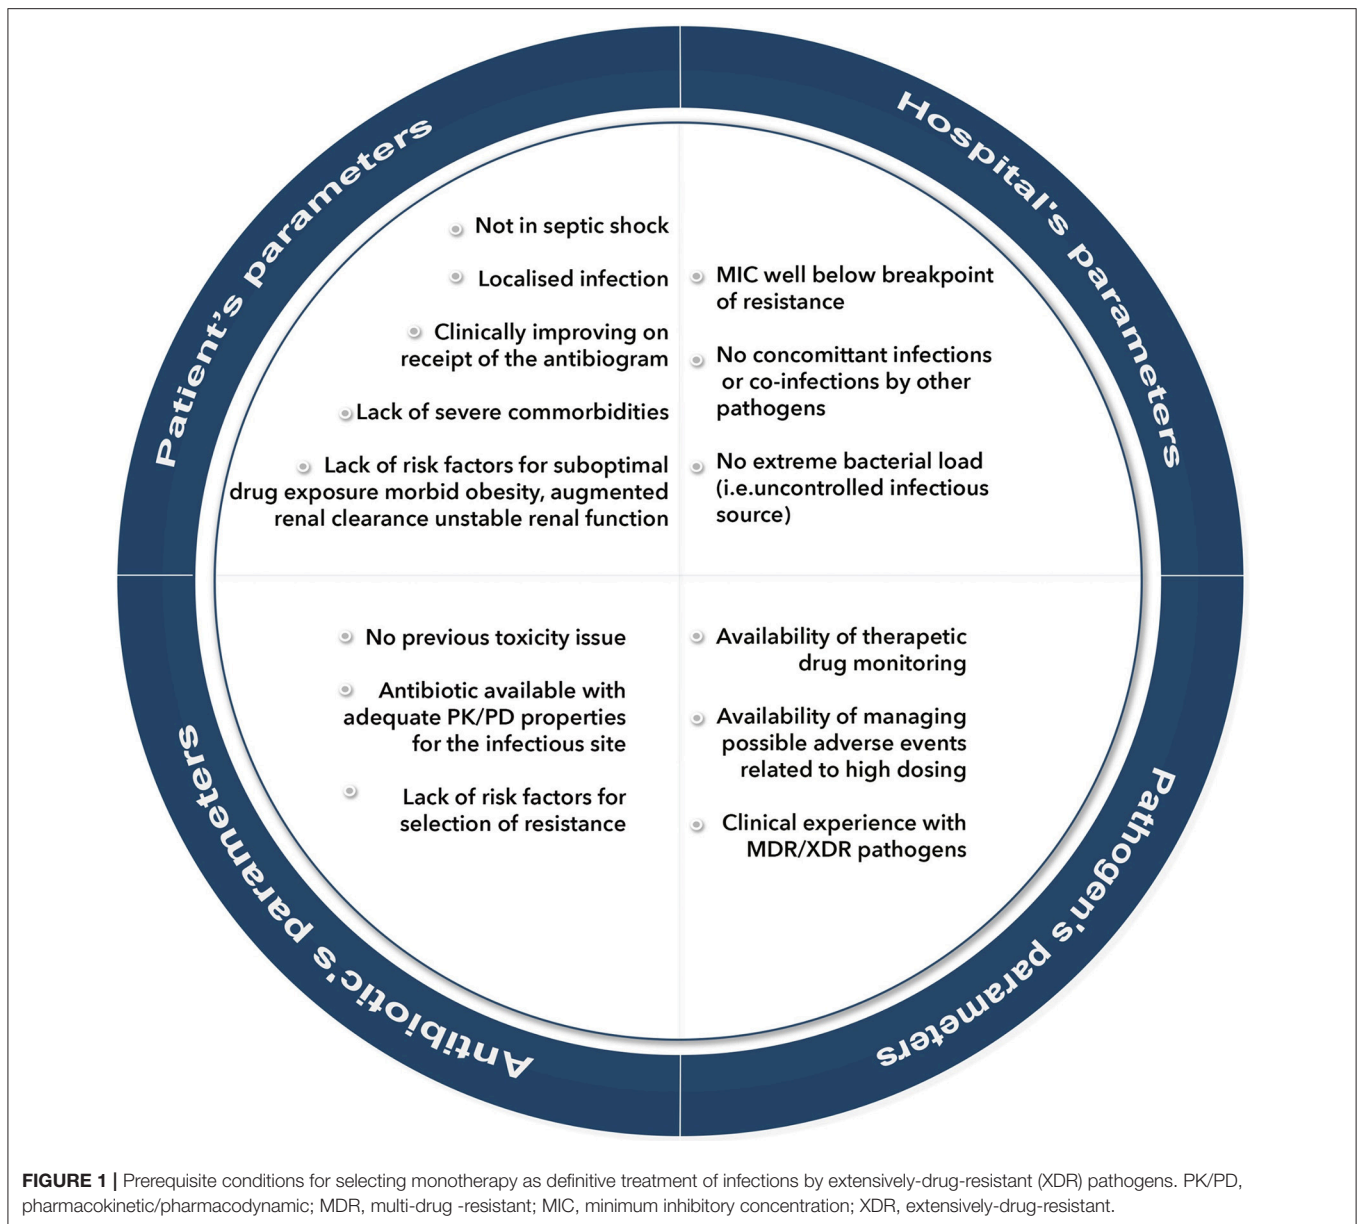 Patient's parameters
Not in septic shock
Localised infection
Clinically improving on
receipt of the antibiogram
Lack of severe commorbidities
Lack of risk factors for suboptimal
drug exposure morbid obesity, augmented
renal clearance unstable renal function
Hospital's parameters
MIC well below breakpoint
of resistance
No concomittant infections
or co-infections by other
pathogens
No extreme bacterial load
(i.e.uncontrolled infectious
source)
Antibiotic's parameters
No previous toxicity issue
Antibiotic available with
adequate PK/PD properties
for the infectious site
Lack of risk factors for
selection of resistance
Pathogen's parameters
Availability of therapetic
drug monitoring
Availability of managing
possible adverse events
related to high dosing
Clinical experience with
MDR/XDR pathogens
FIGURE 1 | Prerequisite conditions for selecting monotherapy as definitive treatment of infections by extensively-drug-resistant (XDR) pathogens. PK/PD,
pharmacokinetic/pharmacodynamic; MDR, multi-drug -resistant; MIC, minimum inhibitory concentration; XDR, extensively-drug-resistant.